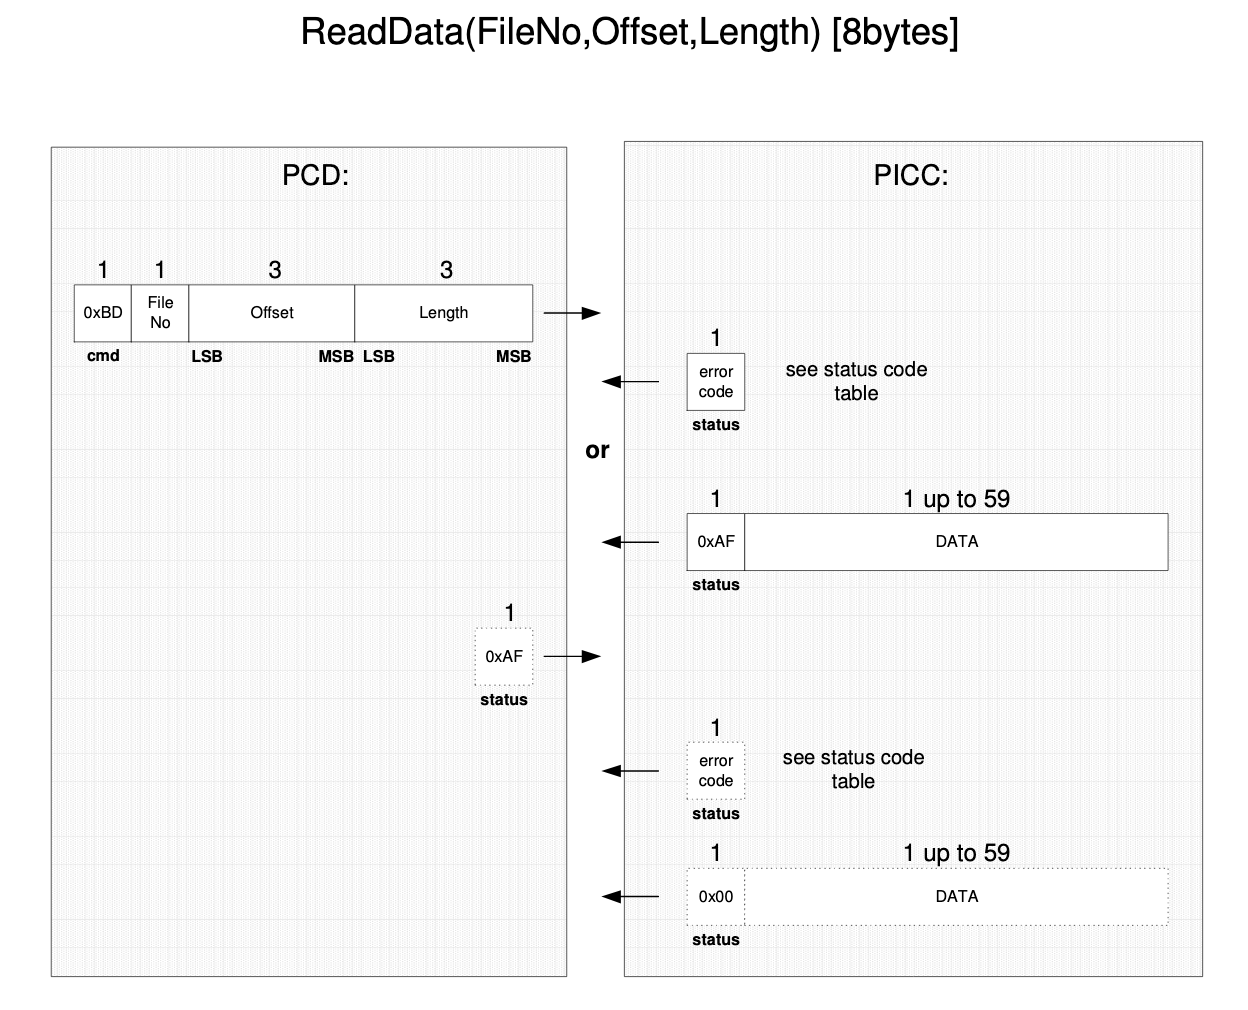 ReadData(FileNo,Offset,Length) [8bytes]
PCD:
PICC:
1 1 3 3
0xBD
File
No
Offset
Length
cmd LSB MSB LSB MSB
1
error
code
see status code
table
status
or
1 1 up to 59
0xAF DATA
status
1
0xAF
status
1
error
code
see status code
table
status
1 1 up to 59
0x00 DATA
status